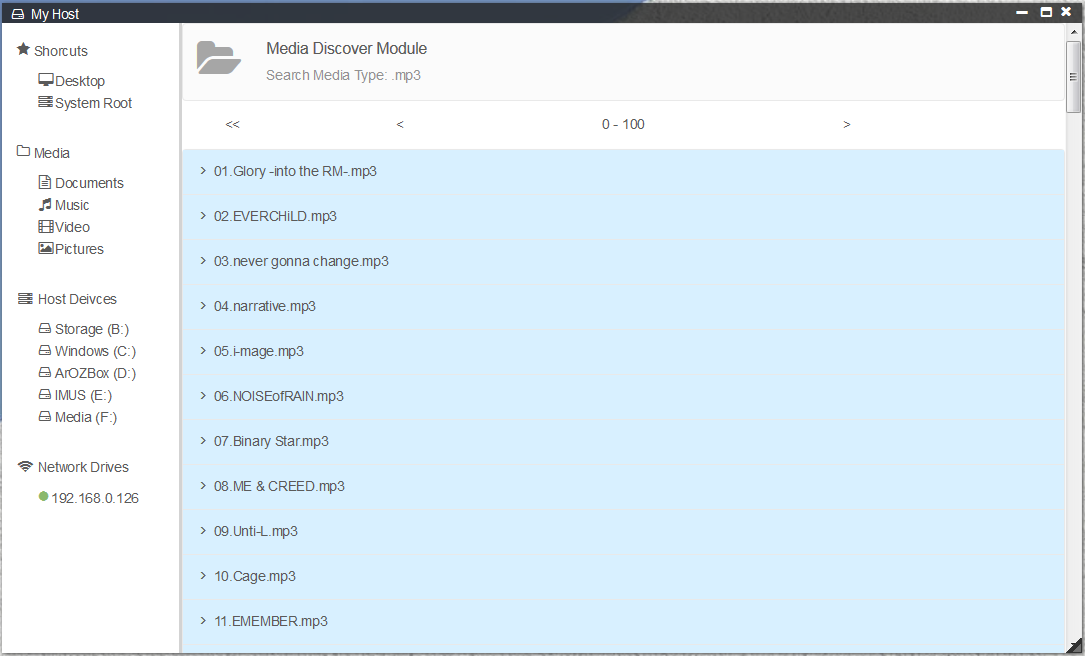 My Host
Shorcuts
Desktop
System Root
Media
Documents
Music
Video
Pictures
Host Deivces
Storage (B:)
Windows (C:)
ArOZBox (D:)
IMUS (E:)
Media (F:)
Network Drives
192.168.0.126
Media Discover Module
Search Media Type: .mp3
<< < 0 - 100 >
01.Glory -into the RM-.mp3
02.EVERCHiLD.mp3
03.never gonna change.mp3
04.narrative.mp3
05.i-mage.mp3
06.NOISEofRAIN.mp3
07.Binary Star.mp3
08.ME & CREED.mp3
09.Unti-L.mp3
10.Cage.mp3
11.EMEMBER.mp3